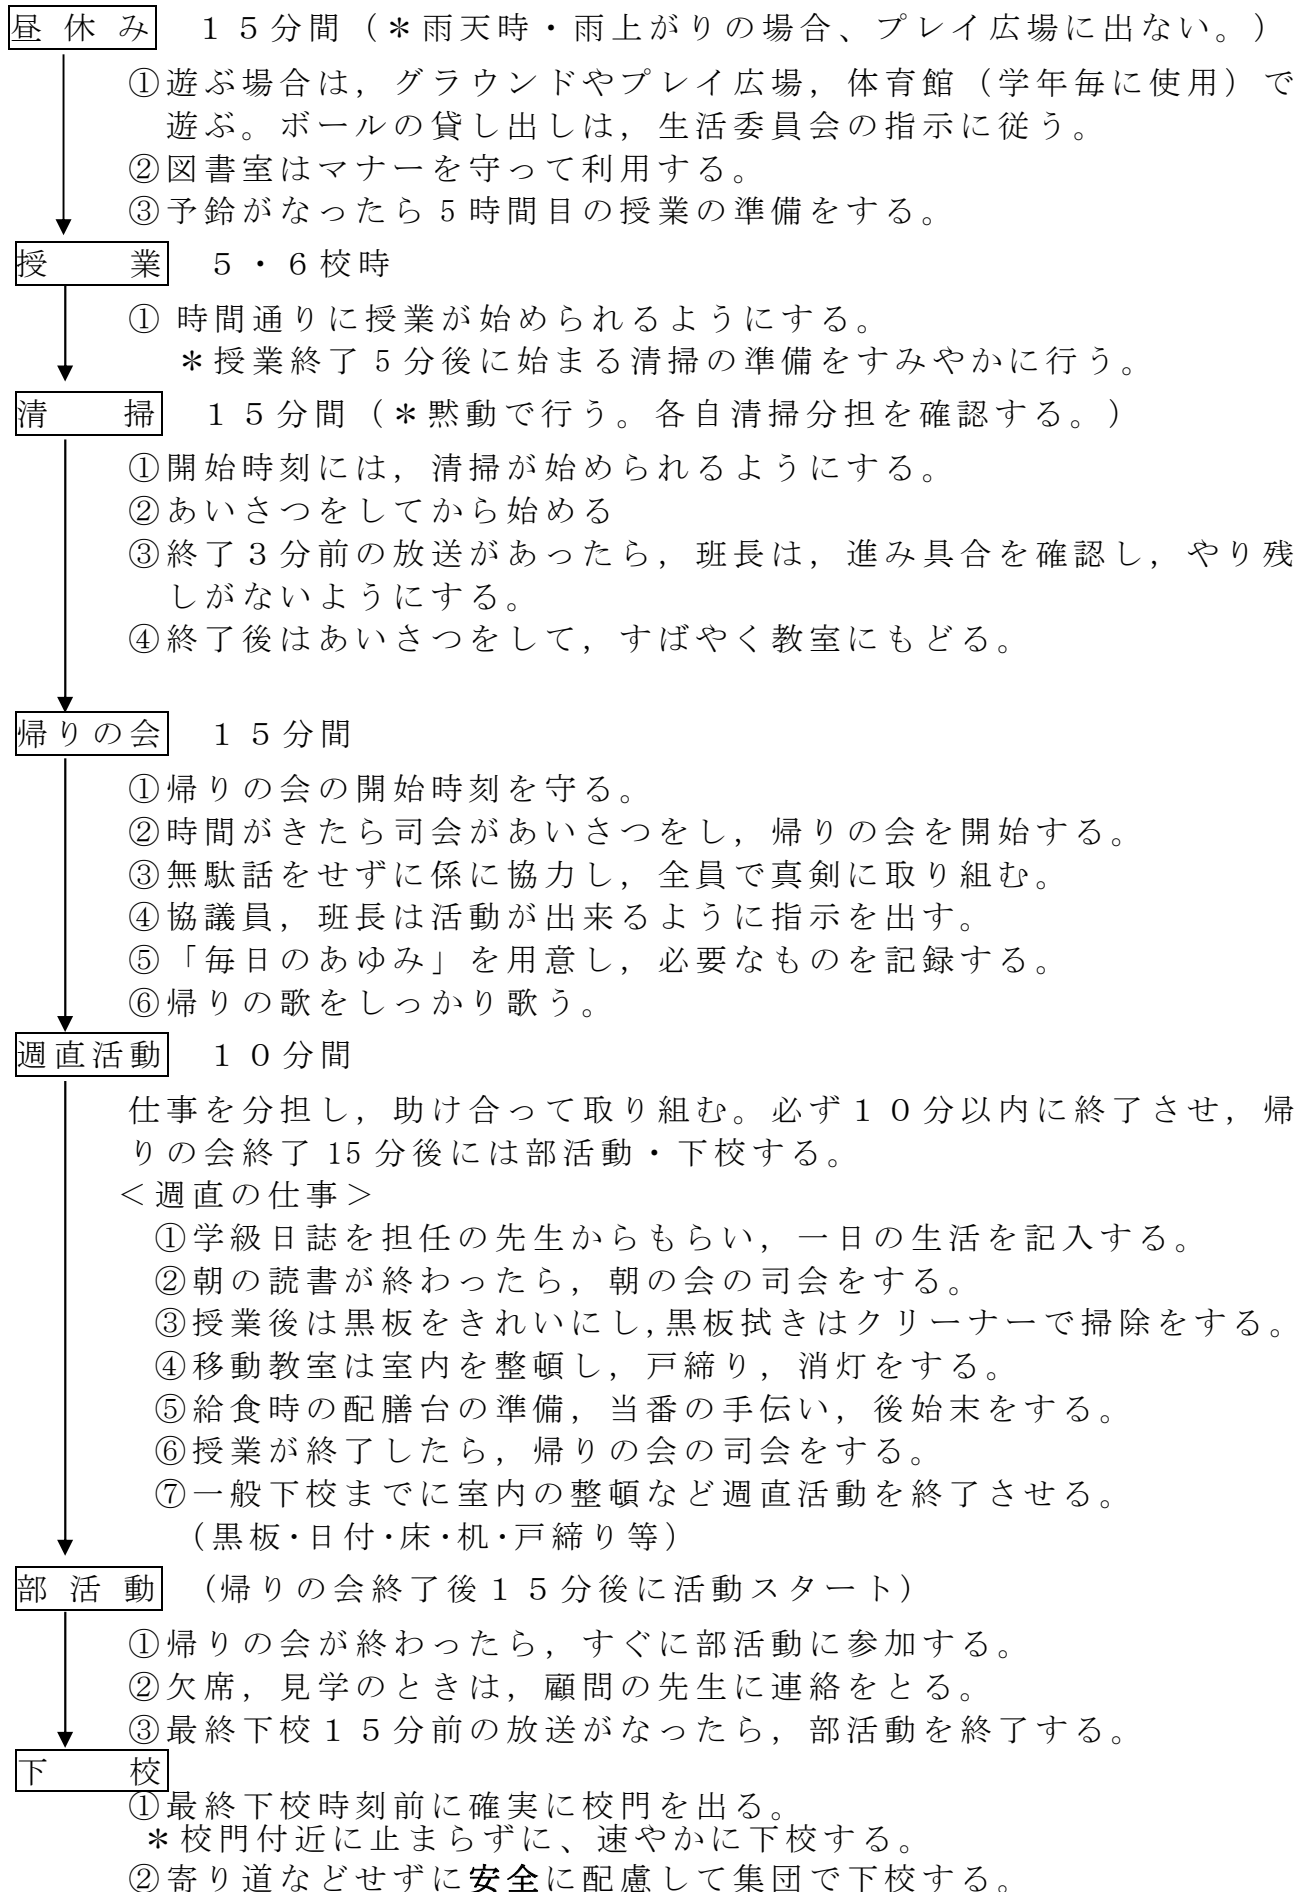 昼休み　１５分間（＊雨天時・雨上がりの場合、プレイ広場に出ない。）
①遊ぶ場合は，グラウンドやプレイ広場，体育館（学年毎に使用）で
遊ぶ。ボールの貸し出しは，生活委員会の指示に従う。
②図書室はマナーを守って利用する。
③予鈴がなったら5時間目の授業の準備をする。
授業　５・６校時
① 時間通りに授業が始められるようにする。
＊授業終了5分後に始まる清掃の準備をすみやかに行う。
清掃　１５分間（＊黙動で行う。各自清掃分担を確認する。）
①開始時刻には，清掃が始められるようにする。
②あいさつをしてから始める
③終了３分前の放送があったら，班長は，進み具合を確認し，やり残
しがないようにする。
④終了後はあいさつをして，すばやく教室にもどる。
帰りの会　１５分間
①帰りの会の開始時刻を守る。
②時間がきたら司会があいさつをし，帰りの会を開始する。
③無駄話をせずに係に協力し，全員で真剣に取り組む。
④協議員，班長は活動が出来るように指示を出す。
⑤「毎日のあゆみ」を用意し，必要なものを記録する。
⑥帰りの歌をしっかり歌う。
週直活動　１０分間
仕事を分担し，助け合って取り組む。必ず１０分以内に終了させ，帰
りの会終了15分後には部活動・下校する。
＜週直の仕事＞
①学級日誌を担任の先生からもらい，一日の生活を記入する。
②朝の読書が終わったら，朝の会の司会をする。
③授業後は黒板をきれいにし,黒板拭きはクリーナーで掃除をする。
④移動教室は室内を整頓し，戸締り，消灯をする。
⑤給食時の配膳台の準備，当番の手伝い，後始末をする。
⑥授業が終了したら，帰りの会の司会をする。
⑦一般下校までに室内の整頓など週直活動を終了させる。
（黒板･日付･床･机･戸締り等）
部活動　（帰りの会終了後１５分後に活動スタート）
①帰りの会が終わったら，すぐに部活動に参加する。
②欠席，見学のときは，顧問の先生に連絡をとる。
③最終下校１５分前の放送がなったら，部活動を終了する。
下校
①最終下校時刻前に確実に校門を出る。
＊校門付近に止まらずに、速やかに下校する。
②寄り道などせずに安全に配慮して集団で下校する。